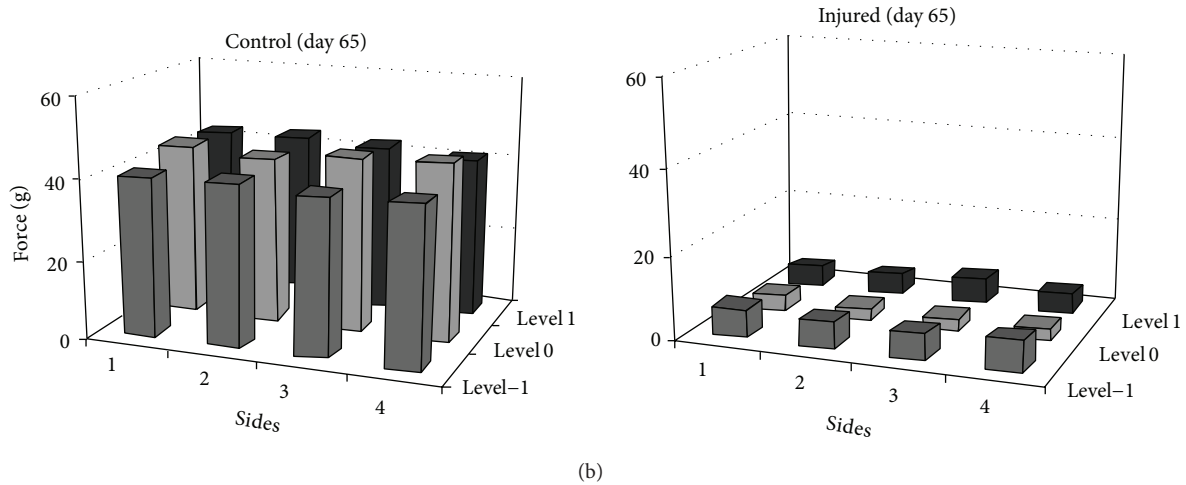 Control (day 65)
60
40
20
0
Force (g)
1
2
3
4
Sides
Level 1
Level 0
Level−1
Injured (day 65)
60
40
20
0
1
2
3
4
Sides
Level 1
Level 0
Level−1
(b)